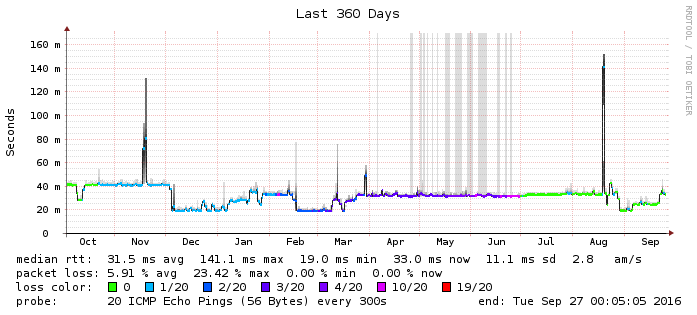 Last 360 Days
RRDTOOL / TOBI OETIKER
Seconds
160 m
140 m
120 m
100 m
80 m
60 m
40 m
20 m
0
Oct Nov Dec Jan Feb Mar Apr May Jun Jul Aug Sep
median rtt: 31.5 ms avg 141.1 ms max 19.0 ms min 33.0 ms now 11.1 ms sd 2.8 am/s
packet loss: 5.91 % avg 23.42 % max 0.00 % min 0.00 % now
loss color: 0 1/20 2/20 3/20 4/20 10/20 19/20
probe: 20 ICMP Echo Pings (56 Bytes) every 300s end: Tue Sep 27 00:05:05 2016